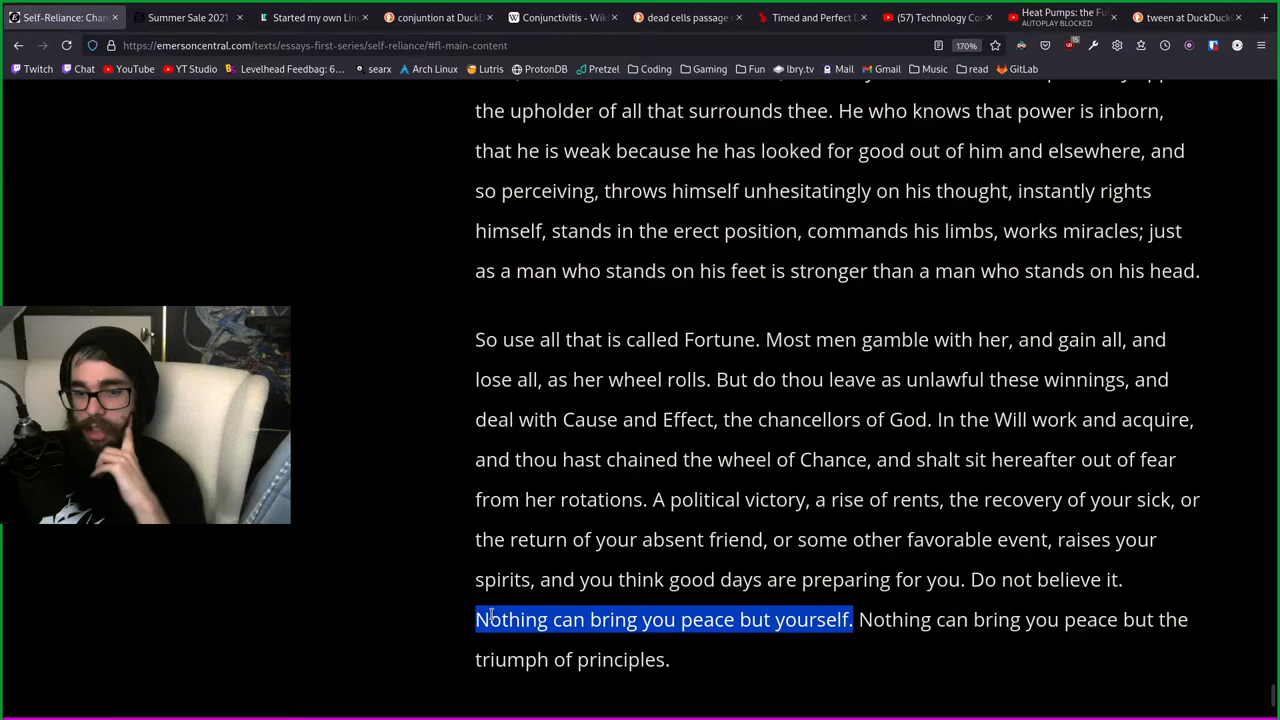 Self-Reliance: Chan
Summer Sale 2021
Started my own Lin
conjuntion at DuckD
Conjunctivitis - Wik
dead cells passage
Timed and Perfect D
(57) Technology Con
Heat Pumps: the Fut
AUTOPLAY BLOCKED
tween at DuckDuck
https://emersoncentral.com/texts/essays-first-series/self-reliance/#fl-main-content
170%
15
Twitch Chat YouTube YT Studio Levelhead Feedbag: 6… searx Arch Linux Lutris ProtonDB Pretzel Coding Gaming Fun lbry.tv Mail Gmail Music read GitLab
the upholder of all that surrounds thee. He who knows that power is inborn,
that he is weak because he has looked for good out of him and elsewhere, and
so perceiving, throws himself unhesitatingly on his thought, instantly rights
himself, stands in the erect position, commands his limbs, works miracles; just
as a man who stands on his feet is stronger than a man who stands on his head.
So use all that is called Fortune. Most men gamble with her, and gain all, and
lose all, as her wheel rolls. But do thou leave as unlawful these winnings, and
deal with Cause and Effect, the chancellors of God. In the Will work and acquire,
and thou hast chained the wheel of Chance, and shalt sit hereafter out of fear
from her rotations. A political victory, a rise of rents, the recovery of your sick, or
the return of your absent friend, or some other favorable event, raises your
spirits, and you think good days are preparing for you. Do not believe it.
Nothing can bring you peace but yourself. Nothing can bring you peace but the
triumph of principles.